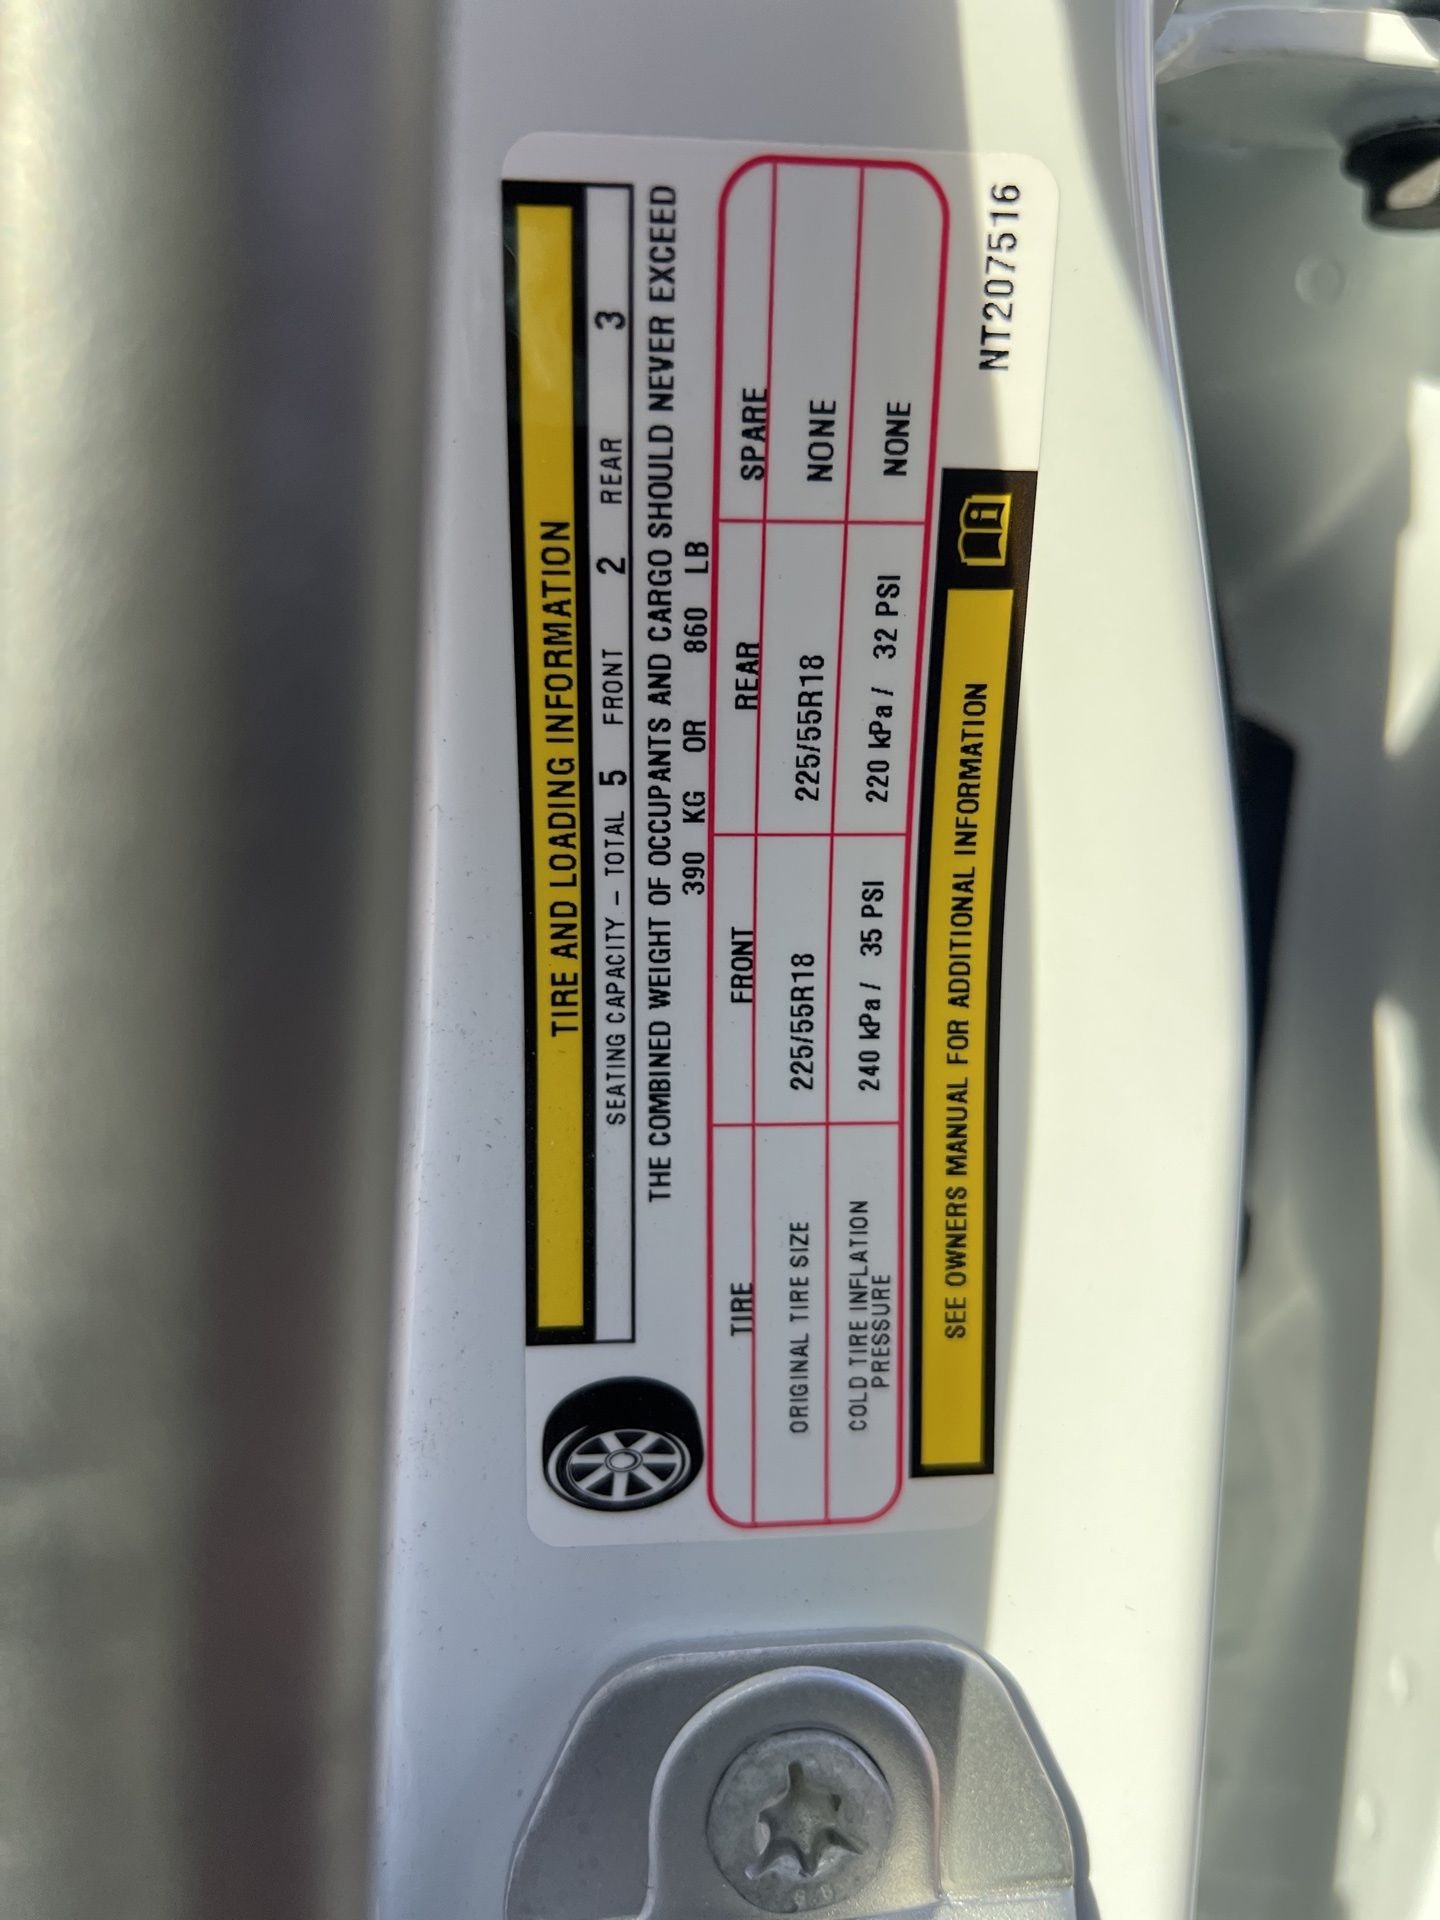 TIRE AND LOADING INFORMATION
SEATING CAPACITY – TOTAL 5 FRONT 2 REAR 3
THE COMBINED WEIGHT OF OCCUPANTS AND CARGO SHOULD NEVER EXCEED
390 KG OR 860 LB
TIRE FRONT REAR SPARE
ORIGINAL TIRE SIZE 225/55R18 225/55R18 NONE
COLD TIRE INFLATION
PRESSURE 240 kPa / 35 PSI 220 kPa / 32 PSI NONE
SEE OWNERS MANUAL FOR ADDITIONAL INFORMATION
NT207516